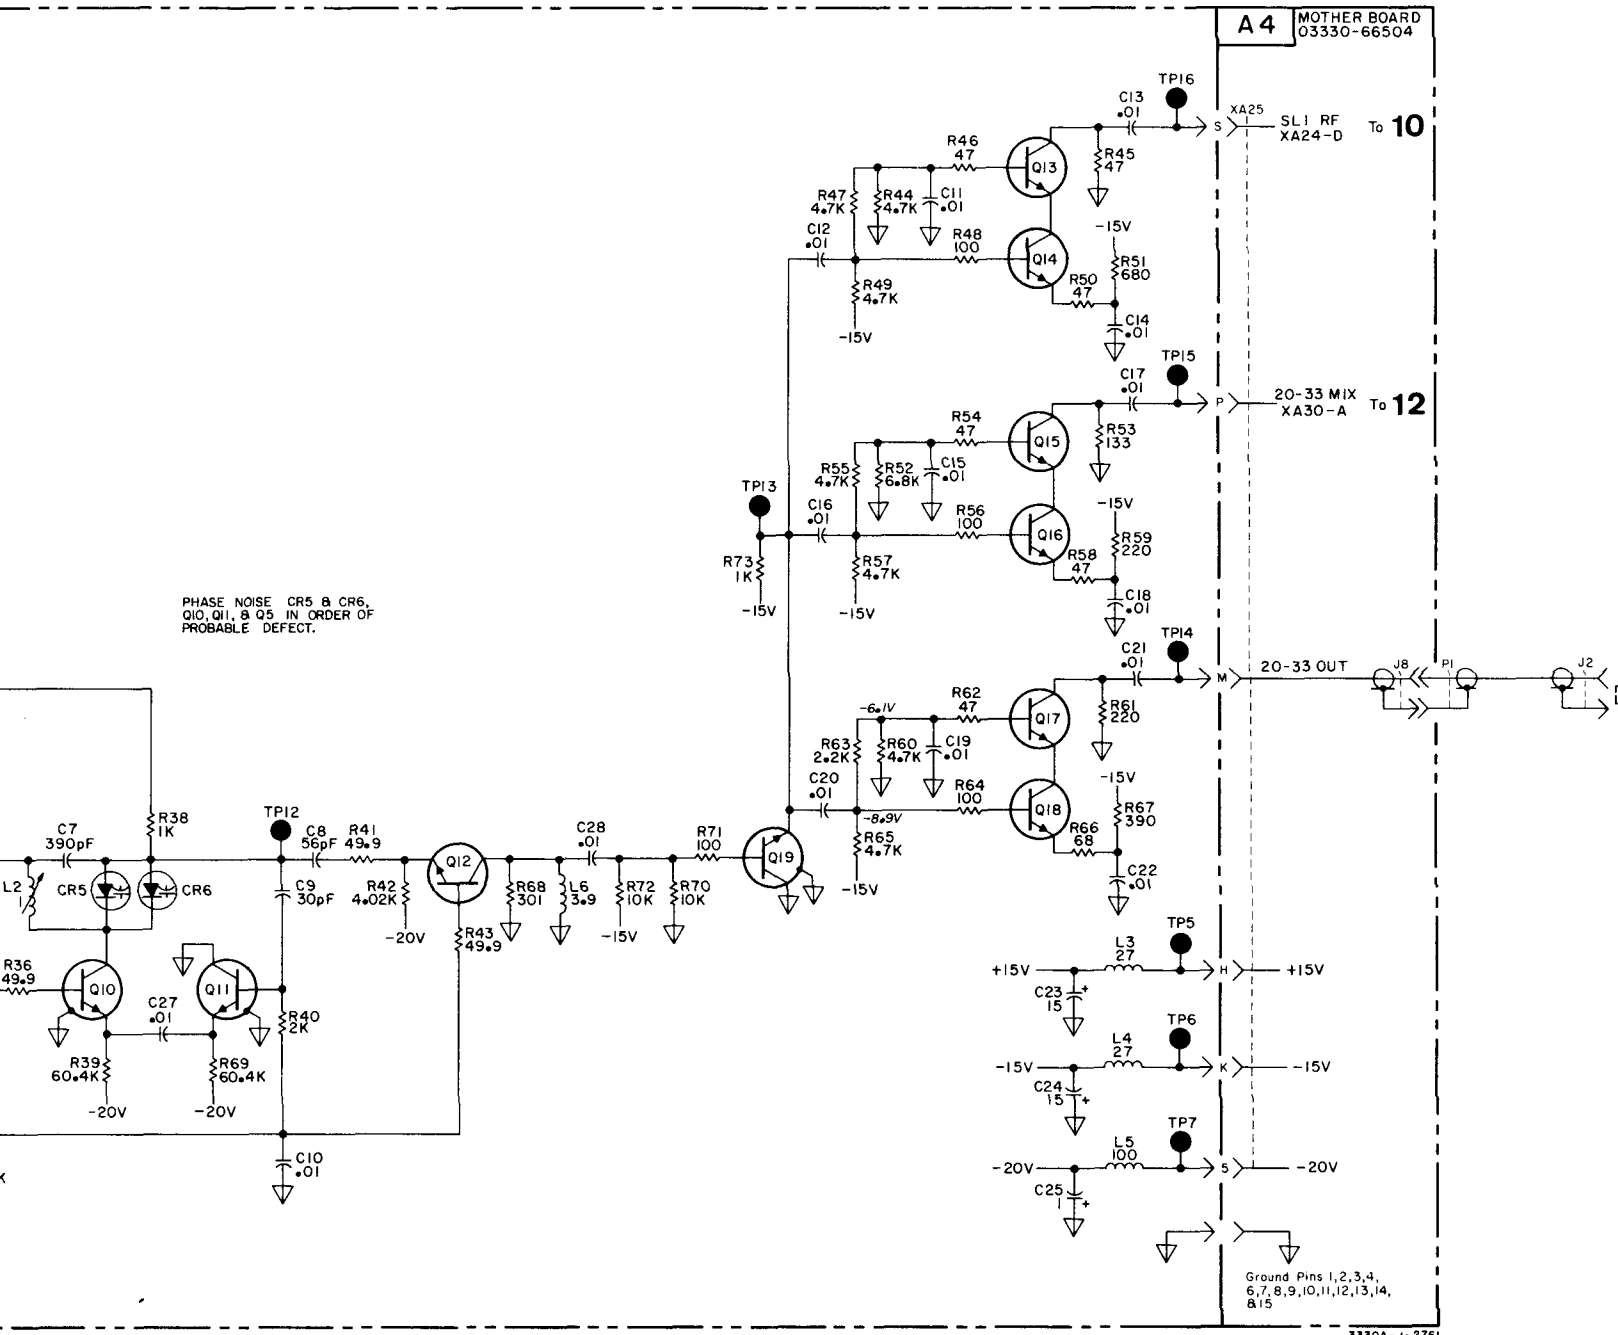 A4
MOTHER BOARD
03330-66504
TP16
C13
.01
XA25
S
SL1 RF
XA24-D
To 10
R46
47
Q13
R45
47
R47
4.7K
R44
4.7K
C11
.01
C12
.01
R48
100
Q14
-15V
R51
680
R50
47
R49
4.7K
-15V
C14
.01
TP15
C17
.01
P
20-33 MIX
XA30-A
To 12
R54
47
Q15
R53
133
R55
4.7K
R52
6.8K
C15
.01
TP13
C16
.01
R56
100
Q16
-15V
R59
220
R58
47
R73
1K
-15V
R57
4.7K
-15V
C18
.01
PHASE NOISE CR5 & CR6,
Q10, Q11, & Q5 IN ORDER OF
PROBABLE DEFECT.
TP14
C21
.01
M
20-33 OUT
J8
P1
J2
-6.1V
R62
47
Q17
R61
220
R63
2.2K
R60
4.7K
C19
.01
C20
.01
R64
100
Q18
-15V
R67
390
R66
68
-8.9V
R65
4.7K
-15V
C22
.01
R38
1K
TP12
C7
390pF
C8
56pF
R41
49.9
Q12
C28
.01
R71
100
Q19
L2
1
CR5
CR6
C9
30pF
R42
4.02K
-20V
R43
49.9
R68
301
L6
3.9
R72
10K
-15V
R70
10K
R36
49.9
Q10
Q11
C27
.01
R40
2K
R39
60.4K
-20V
R69
60.4K
-20V
C10
.01
K
TP5
+15V
L3
27
H
+15V
C23
15
+
TP6
-15V
L4
27
K
-15V
C24
15
+
TP7
-20V
L5
100
5
-20V
C25
1
+
Ground Pins 1,2,3,4,
6,7,8,9,10,11,12,13,14,
&15